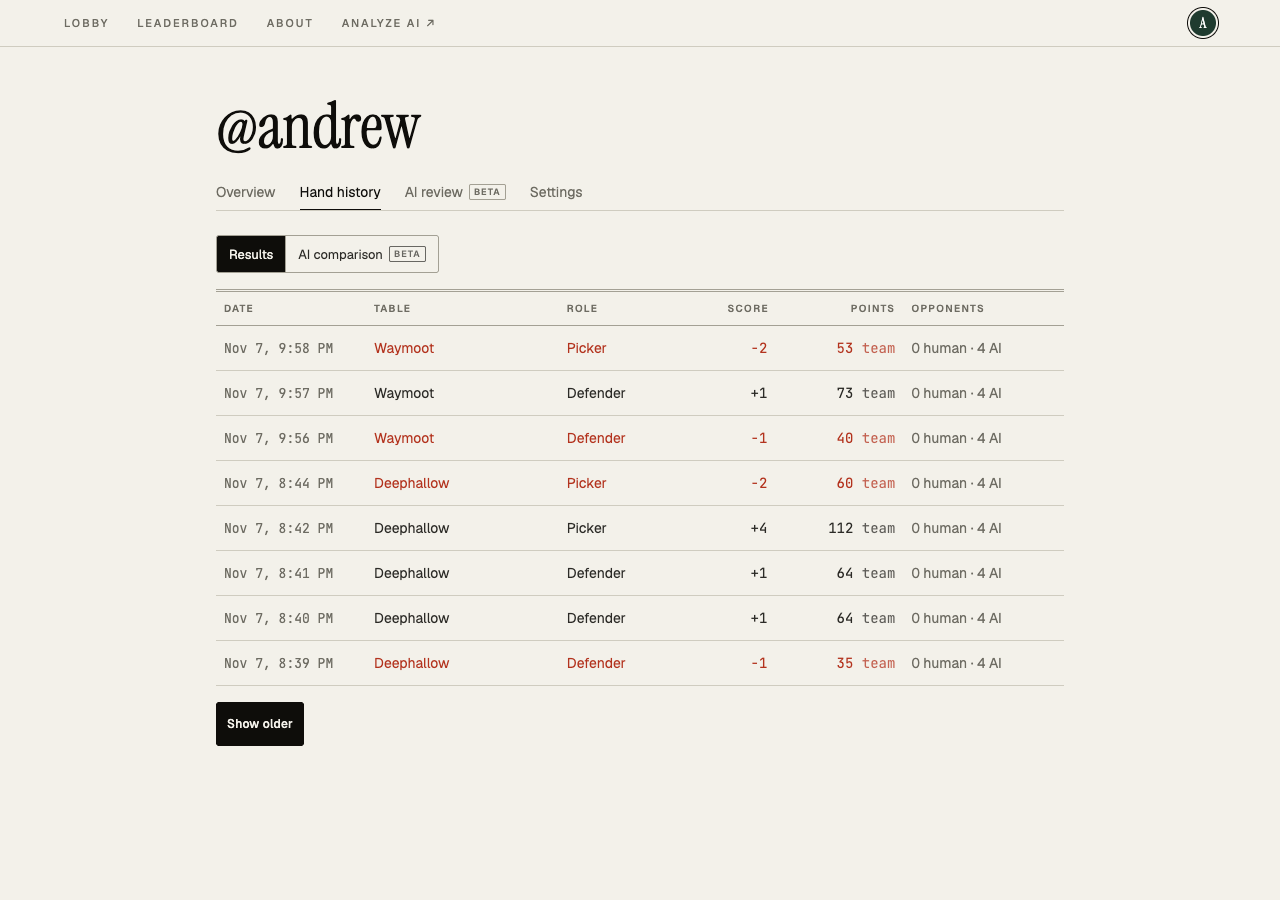 LOBBY LEADERBOARD ABOUT ANALYZE AI ↗ A
@andrew
Overview Hand history AI review BETA Settings
Results AI comparison BETA
DATE TABLE ROLE SCORE POINTS OPPONENTS
Nov 7, 9:58 PM Waymoot Picker -2 53 team 0 human · 4 AI
Nov 7, 9:57 PM Waymoot Defender +1 73 team 0 human · 4 AI
Nov 7, 9:56 PM Waymoot Defender -1 40 team 0 human · 4 AI
Nov 7, 8:44 PM Deephallow Picker -2 60 team 0 human · 4 AI
Nov 7, 8:42 PM Deephallow Picker +4 112 team 0 human · 4 AI
Nov 7, 8:41 PM Deephallow Defender +1 64 team 0 human · 4 AI
Nov 7, 8:40 PM Deephallow Defender +1 64 team 0 human · 4 AI
Nov 7, 8:39 PM Deephallow Defender -1 35 team 0 human · 4 AI
Show older